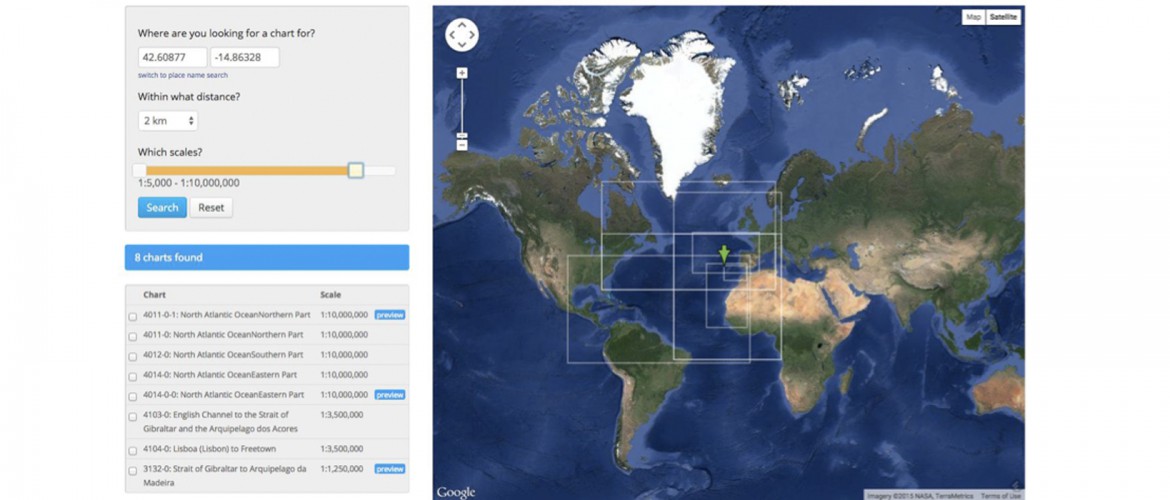 Where are you looking for a chart for?
42.60877 -14.86328
switch to place name search
Within what distance?
2 km
Which scales?
1:5,000 - 1:10,000,000
Search Reset
8 charts found
Chart Scale
4011-0-1: North Atlantic OceanNorthern Part 1:10,000,000 preview
4011-0: North Atlantic OceanNorthern Part 1:10,000,000
4012-0: North Atlantic OceanSouthern Part 1:10,000,000
4014-0: North Atlantic OceanEastern Part 1:10,000,000
4014-0-0: North Atlantic OceanEastern Part 1:10,000,000 preview
4103-0: English Channel to the Strait of 1:3,500,000
Gibraltar and the Arquipelago dos Acores
4104-0: Lisboa (Lisbon) to Freetown 1:3,500,000
3132-0: Strait of Gibraltar to Arquipelago da 1:1,250,000 preview
Madeira
Map Satellite
Google
Imagery ©2015 NASA, TerraMetrics Terms of Use